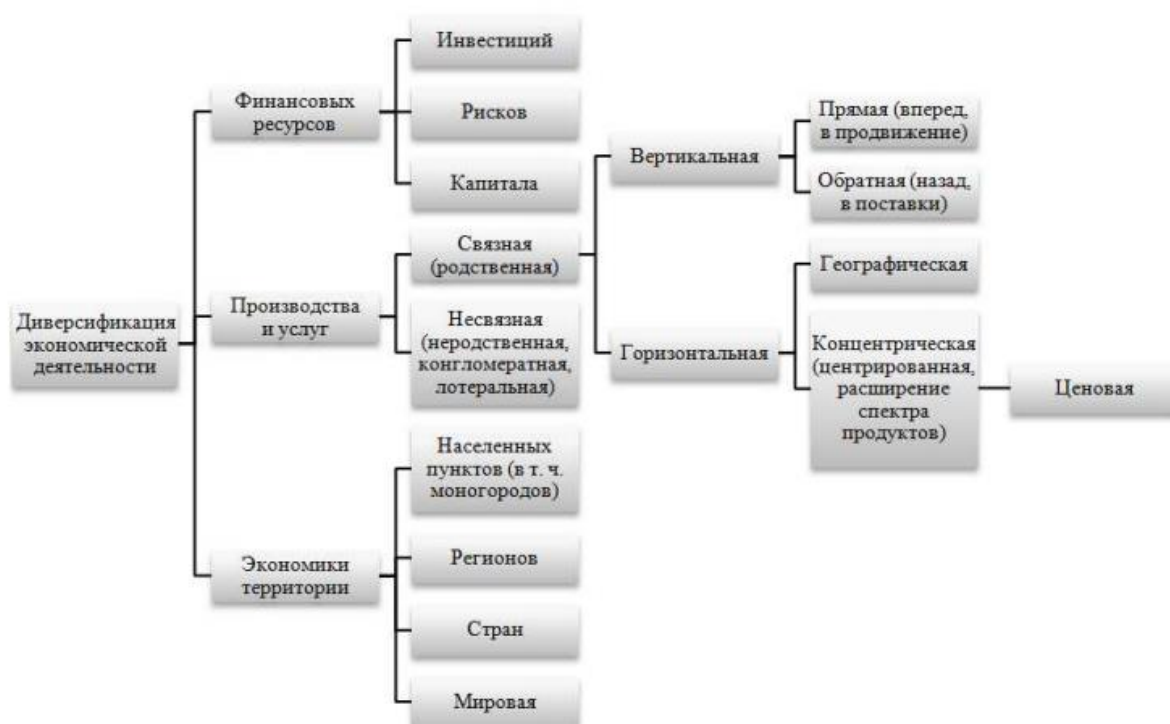 Диверсификация
экономической
деятельности
Финансовых
ресурсов
Инвестиций
Рисков
Капитала
Производства
и услуг
Связная
(родственная)
Вертикальная
Прямая (вперед,
в продвижение)
Обратная (назад,
в поставки)
Горизонтальная
Географическая
Концентрическая
(центрированная,
расширение
спектра
продуктов)
Ценовая
Несвязная
(неродственная,
конгломератная,
лотеральная)
Экономики
территории
Населенных
пунктов (в т. ч.
моногородов)
Регионов
Стран
Мировая